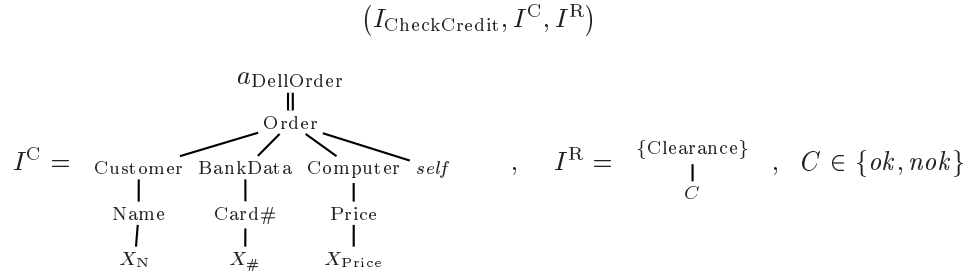 (I_CheckCredit, I^C, I^R)
a_DellOrder
Order
I^C = Customer BankData Computer self , I^R = {Clearance} , C ∈ {ok, nok}
C
Name Card# Price
X_N X_# X_Price